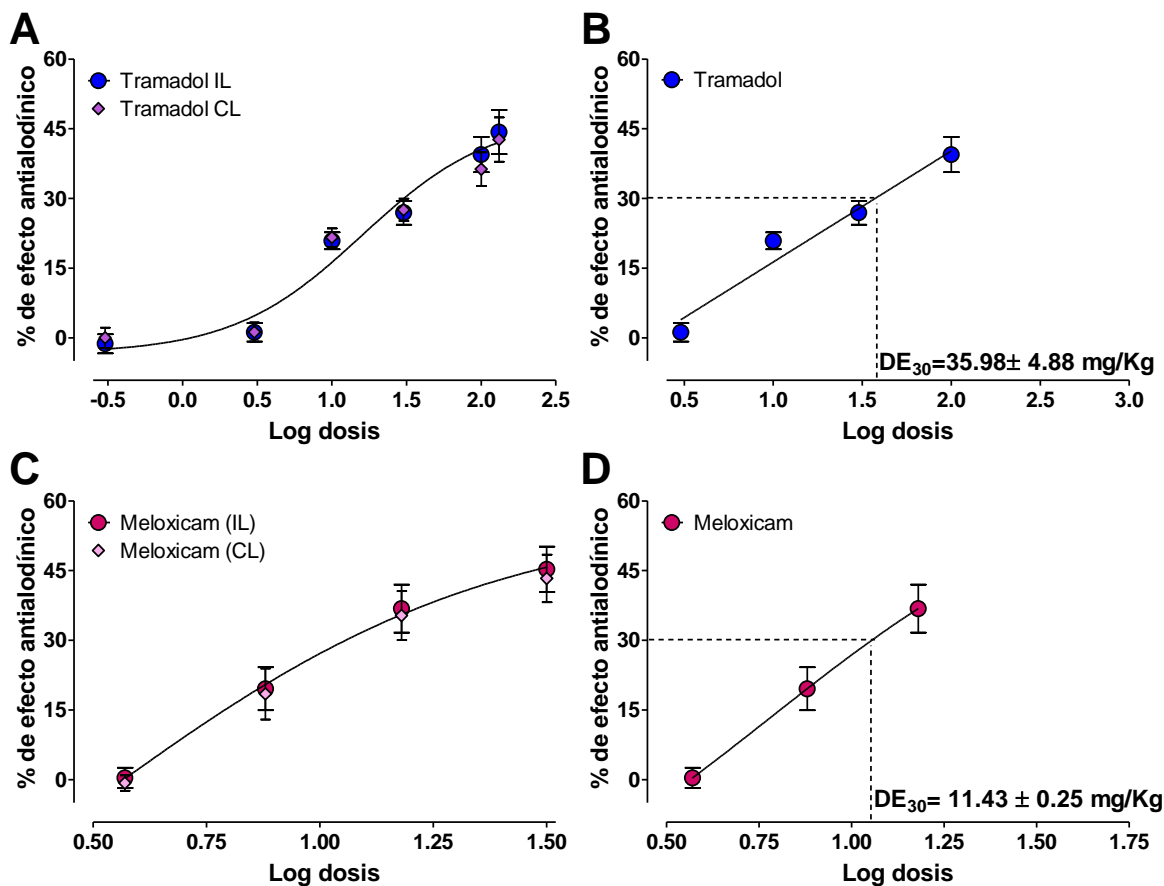 A
% de efecto antialodínico
60
45
30
15
0
Tramadol IL
Tramadol CL
-0.5 0.0 0.5 1.0 1.5 2.0 2.5
Log dosis
B
% de efecto antialodínico
60
45
30
15
0
Tramadol
DE30=35.98± 4.88 mg/Kg
0.5 1.0 1.5 2.0 2.5 3.0
Log dosis
C
% de efecto antialodínico
60
45
30
15
0
Meloxicam (IL)
Meloxicam (CL)
0.50 0.75 1.00 1.25 1.50
Log dosis
D
% de efecto antialodínico
60
45
30
15
0
Meloxicam
DE30= 11.43 ± 0.25 mg/Kg
0.50 0.75 1.00 1.25 1.50 1.75
Log dosis